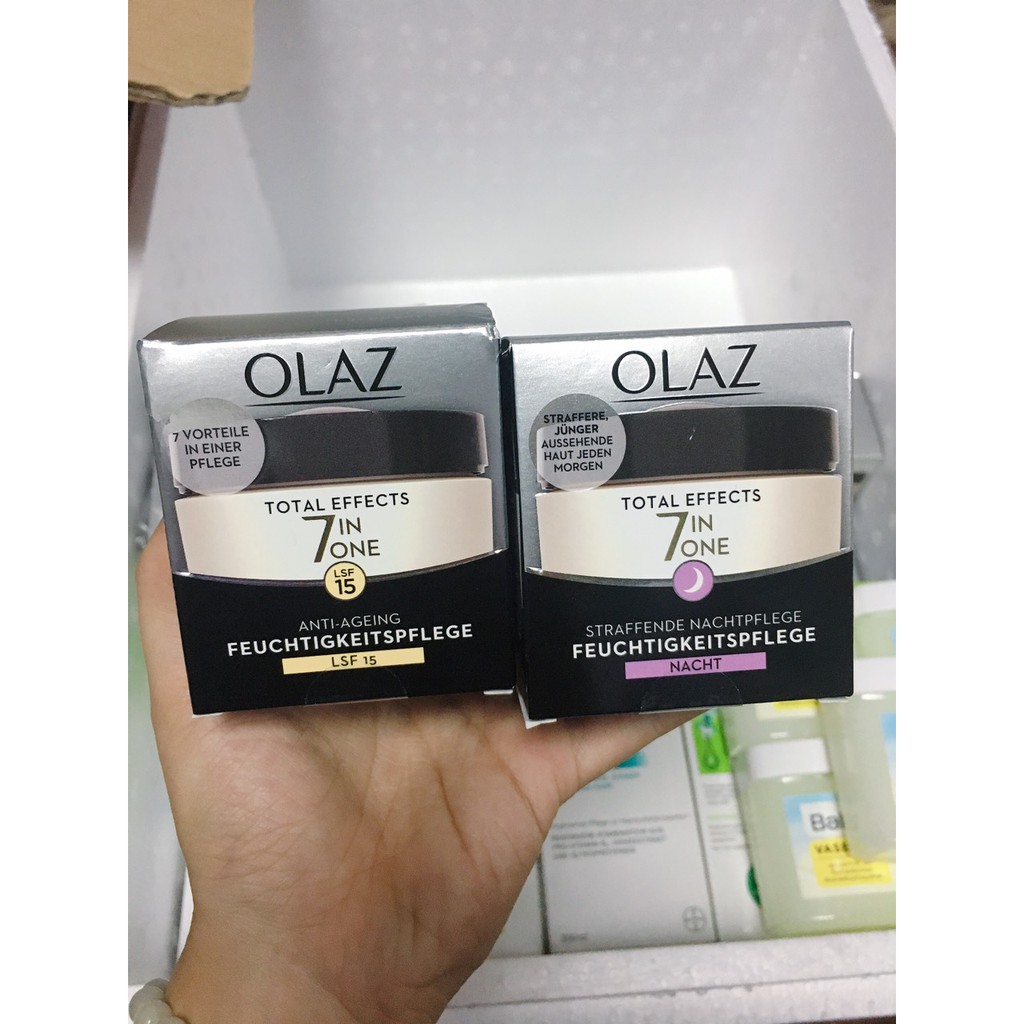 OLAZ
7 VORTEILE
IN EINER
PFLEGE
TOTAL EFFECTS
7 IN
ONE
LSF
15
ANTI-AGEING
FEUCHTIGKEITSPFLEGE
LSF 15
OLAZ
STRAFFERE,
JÜNGER
AUSSEHENDE
HAUT JEDEN
MORGEN
TOTAL EFFECTS
7 IN
ONE
STRAFFENDE NACHTPFLEGE
FEUCHTIGKEITSPFLEGE
NACHT